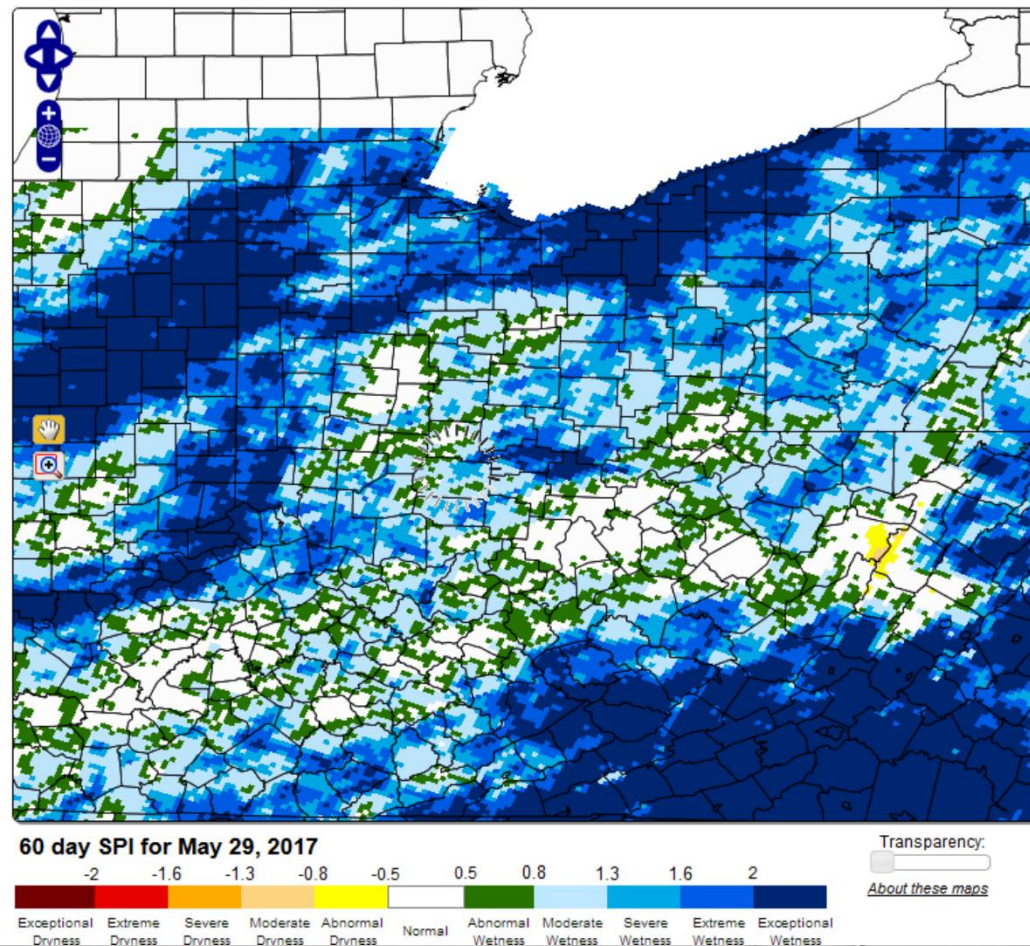 60 day SPI for May 29, 2017
Transparency:
-2 -1.6 -1.3 -0.8 -0.5 0.5 0.8 1.3 1.6 2
About these maps
Exceptional Dryness
Extreme Dryness
Severe Dryness
Moderate Dryness
Abnormal Dryness
Normal
Abnormal Wetness
Moderate Wetness
Severe Wetness
Extreme Wetness
Exceptional Wetness